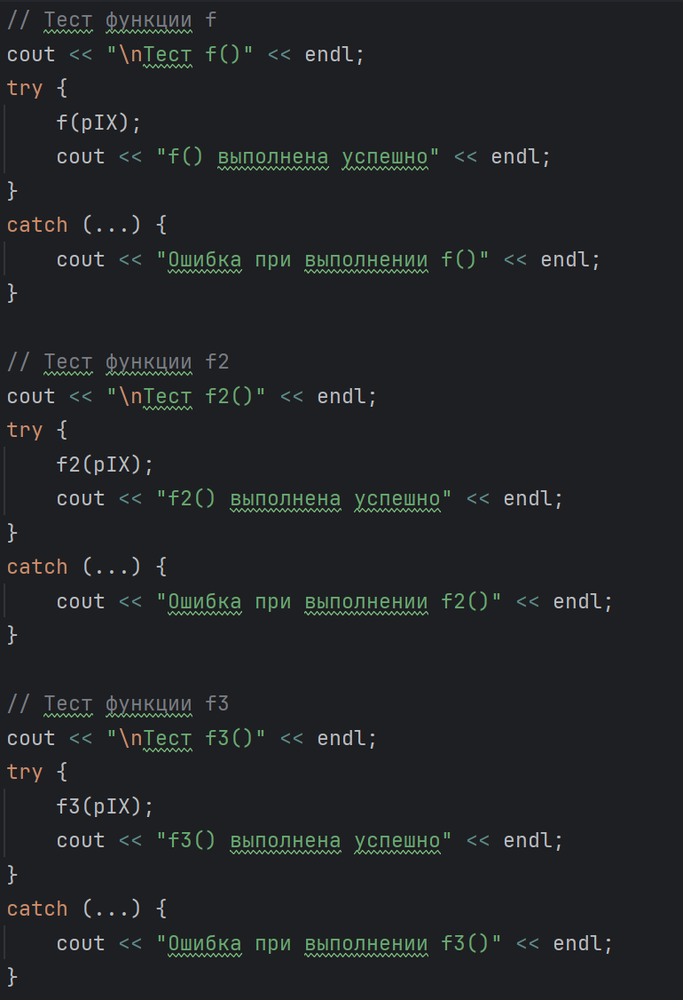 // Тест функции f
cout << "\nТест f()" << endl;
try {
    f(pIX);
    cout << "f() выполнена успешно" << endl;
}
catch (...) {
    cout << "Ошибка при выполнении f()" << endl;
}

// Тест функции f2
cout << "\nТест f2()" << endl;
try {
    f2(pIX);
    cout << "f2() выполнена успешно" << endl;
}
catch (...) {
    cout << "Ошибка при выполнении f2()" << endl;
}

// Тест функции f3
cout << "\nТест f3()" << endl;
try {
    f3(pIX);
    cout << "f3() выполнена успешно" << endl;
}
catch (...) {
    cout << "Ошибка при выполнении f3()" << endl;
}